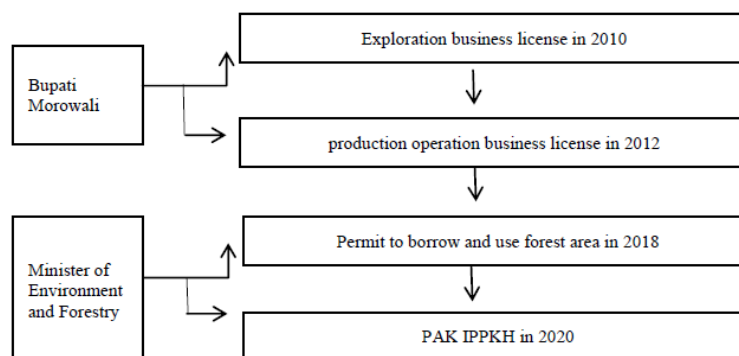 Exploration business license in 2010
Bupati
Morowali
production operation business license in 2012
Permit to borrow and use forest area in 2018
Minister of
Environment
and Forestry
PAK IPPKH in 2020